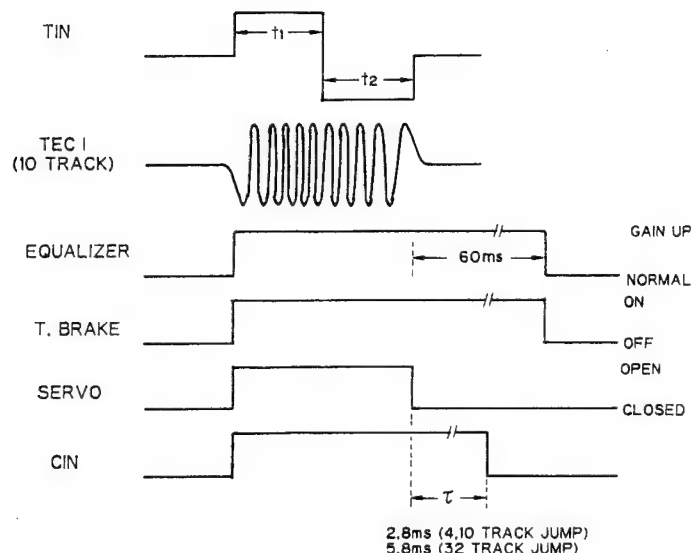 TIN
t1
t2
TEC I
(10 TRACK)
EQUALIZER
GAIN UP
60ms
NORMAL
T. BRAKE
ON
OFF
SERVO
OPEN
CLOSED
CIN
τ
2.8ms (4,10 TRACK JUMP)
5.8ms (32 TRACK JUMP)